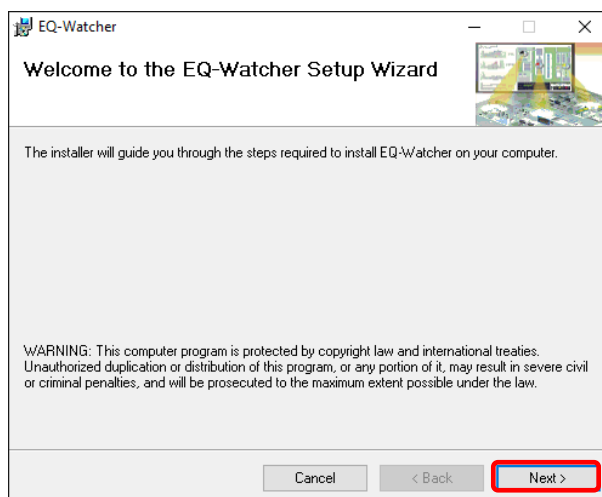 EQ-Watcher
Welcome to the EQ-Watcher Setup Wizard
The installer will guide you through the steps required to install EQ-Watcher on your computer.
WARNING: This computer program is protected by copyright law and international treaties.
Unauthorized duplication or distribution of this program, or any portion of it, may result in severe civil
or criminal penalties, and will be prosecuted to the maximum extent possible under the law.
Cancel
< Back
Next >